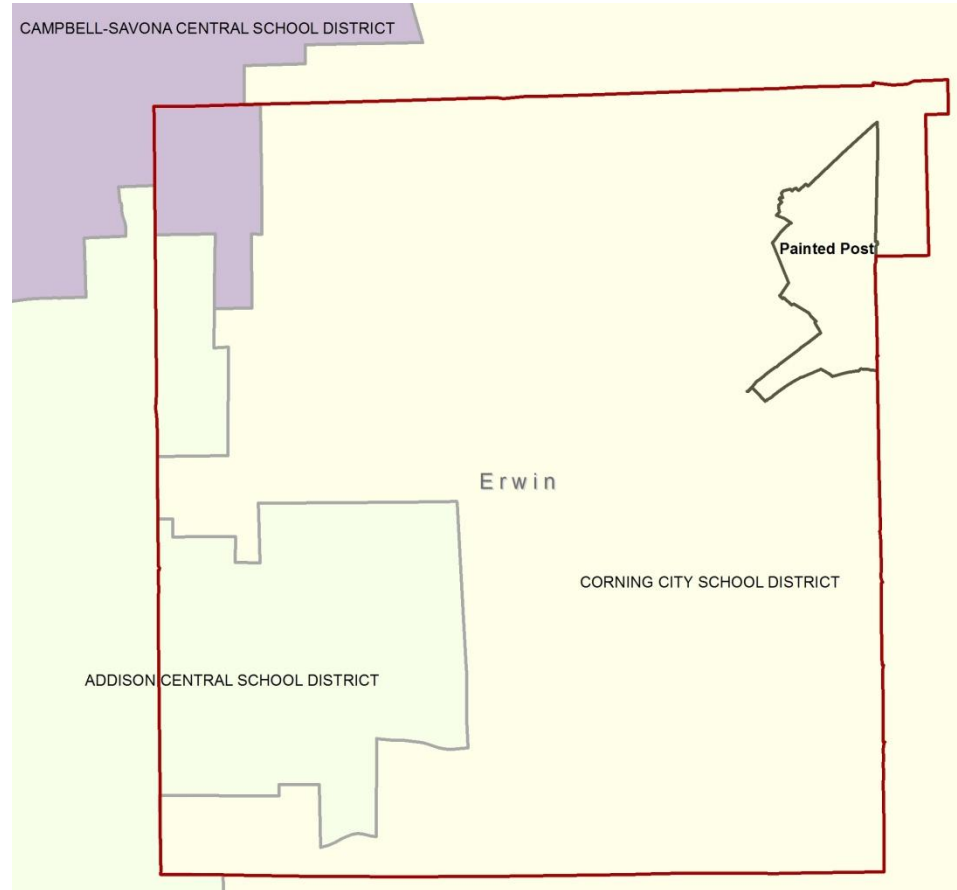 CAMPBELL-SAVONA CENTRAL SCHOOL DISTRICT
Painted Post
Erwin
CORNING CITY SCHOOL DISTRICT
ADDISON CENTRAL SCHOOL DISTRICT